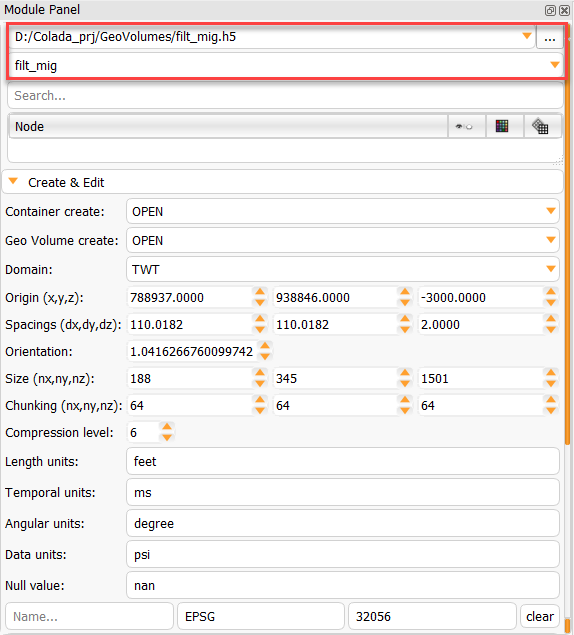 Module Panel
D:/Colada_prj/GeoVolumes/filt_mig.h5 ...
filt_mig
Search...
Node
Create & Edit
Container create: OPEN
Geo Volume create: OPEN
Domain: TWT
Origin (x,y,z): 788937.0000 938846.0000 -3000.0000
Spacings (dx,dy,dz): 110.0182 110.0182 2.0000
Orientation: 1.0416266760099742
Size (nx,ny,nz): 188 345 1501
Chunking (nx,ny,nz): 64 64 64
Compression level: 6
Length units: feet
Temporal units: ms
Angular units: degree
Data units: psi
Null value: nan
Name... EPSG 32056 clear